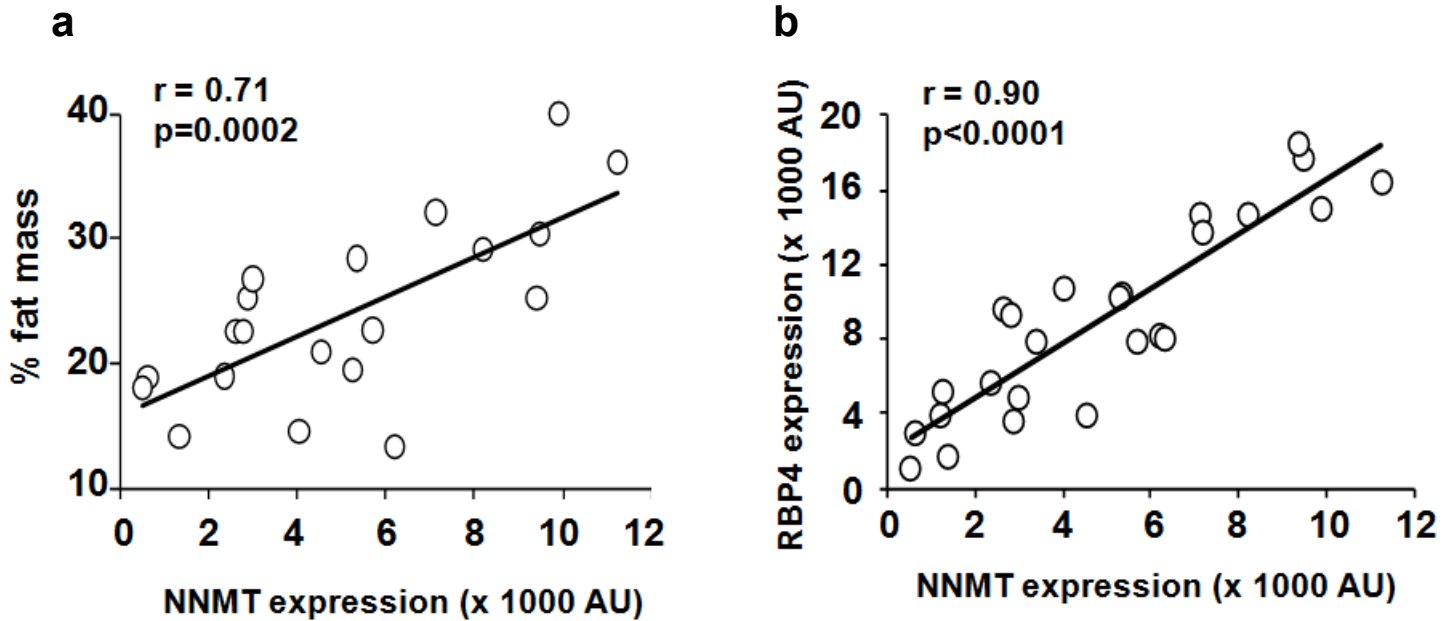 a
r = 0.71
p=0.0002
% fat mass
40
30
20
10
0 2 4 6 8 10 12
NNMT expression (x 1000 AU)
b
r = 0.90
p<0.0001
RBP4 expression (x 1000 AU)
20
16
12
8
4
0
0 2 4 6 8 10 12
NNMT expression (x 1000 AU)